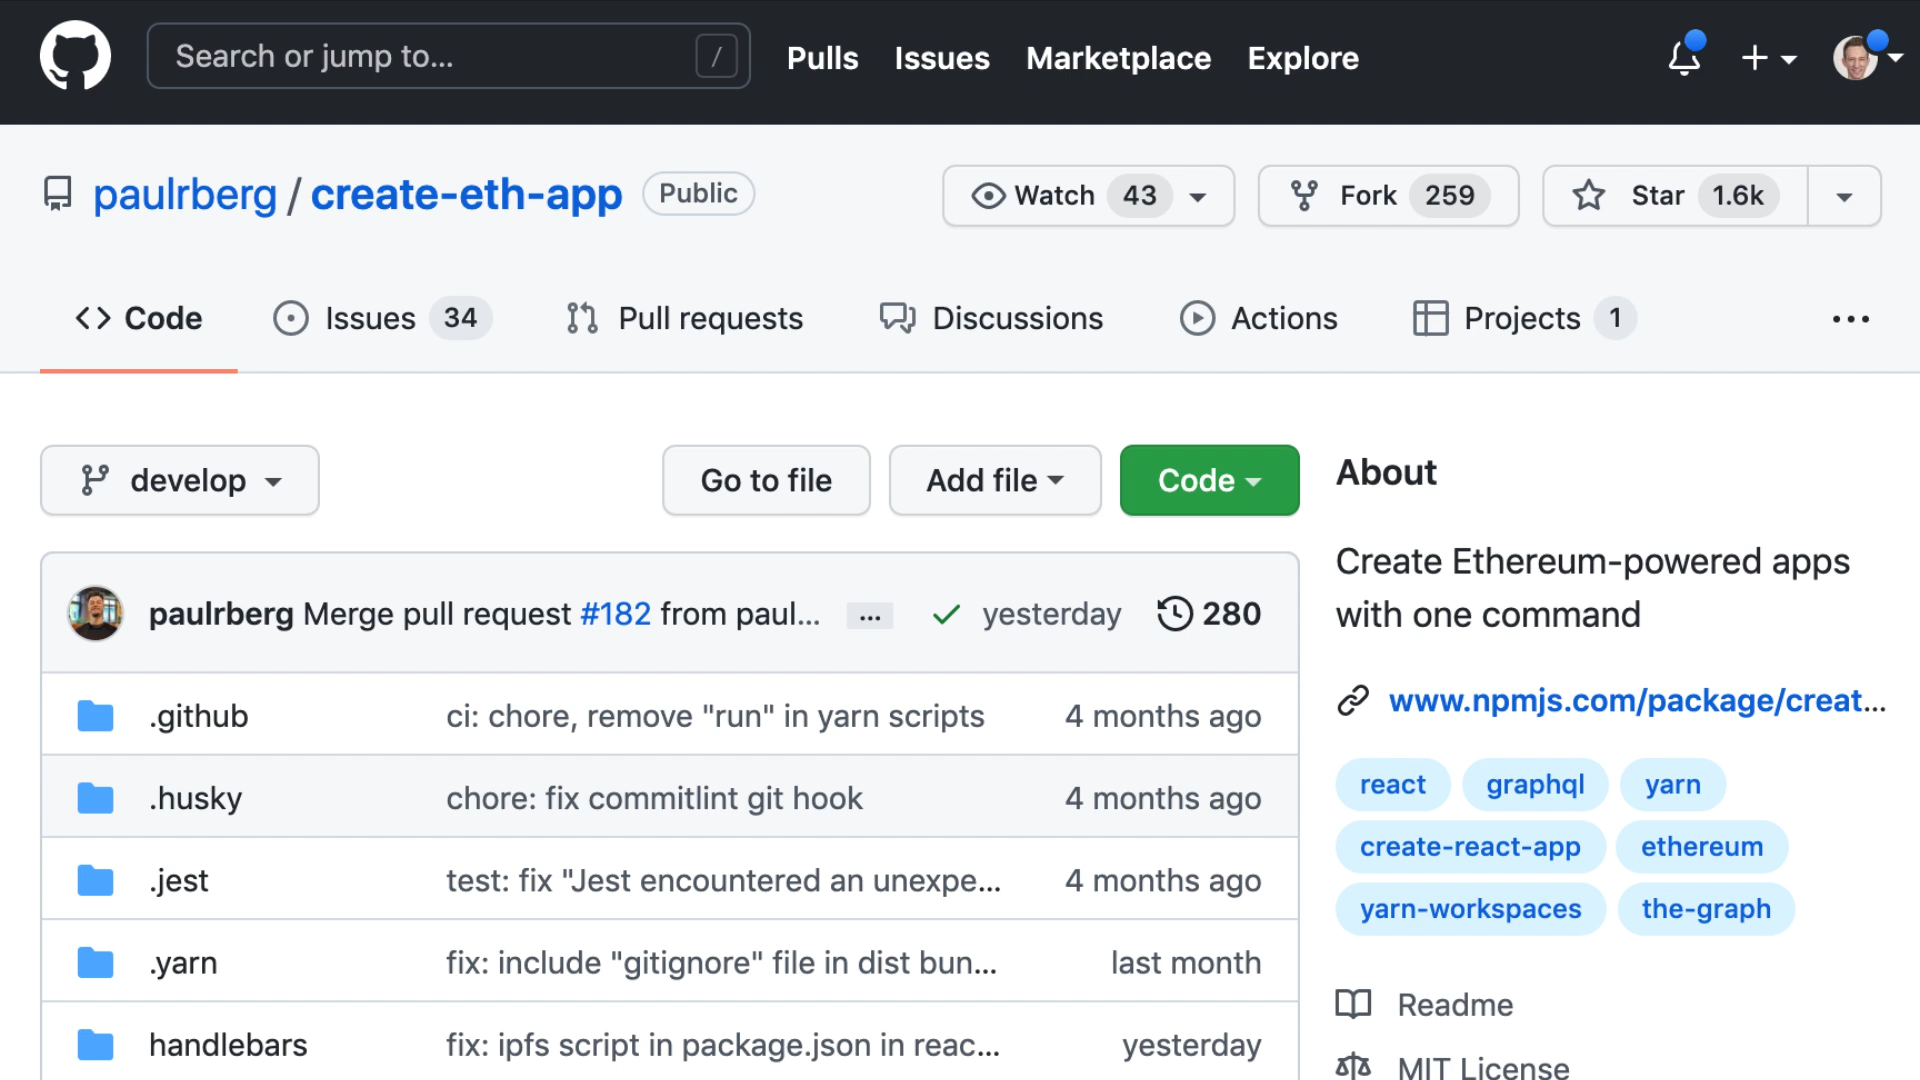 Search or jump to... / Pulls Issues Marketplace Explore
paulrberg / create-eth-app Public Watch 43 Fork 259 Star 1.6k
Code Issues 34 Pull requests Discussions Actions Projects 1 ...
develop Go to file Add file Code
About
Create Ethereum-powered apps
with one command
www.npmjs.com/package/creat...
react graphql yarn
create-react-app ethereum
yarn-workspaces the-graph
Readme
MIT License
paulrberg Merge pull request #182 from paul... ... yesterday 280
.github ci: chore, remove "run" in yarn scripts 4 months ago
.husky chore: fix commitlint git hook 4 months ago
.jest test: fix "Jest encountered an unexpe... 4 months ago
.yarn fix: include "gitignore" file in dist bun... last month
handlebars fix: ipfs script in package.json in reac... yesterday